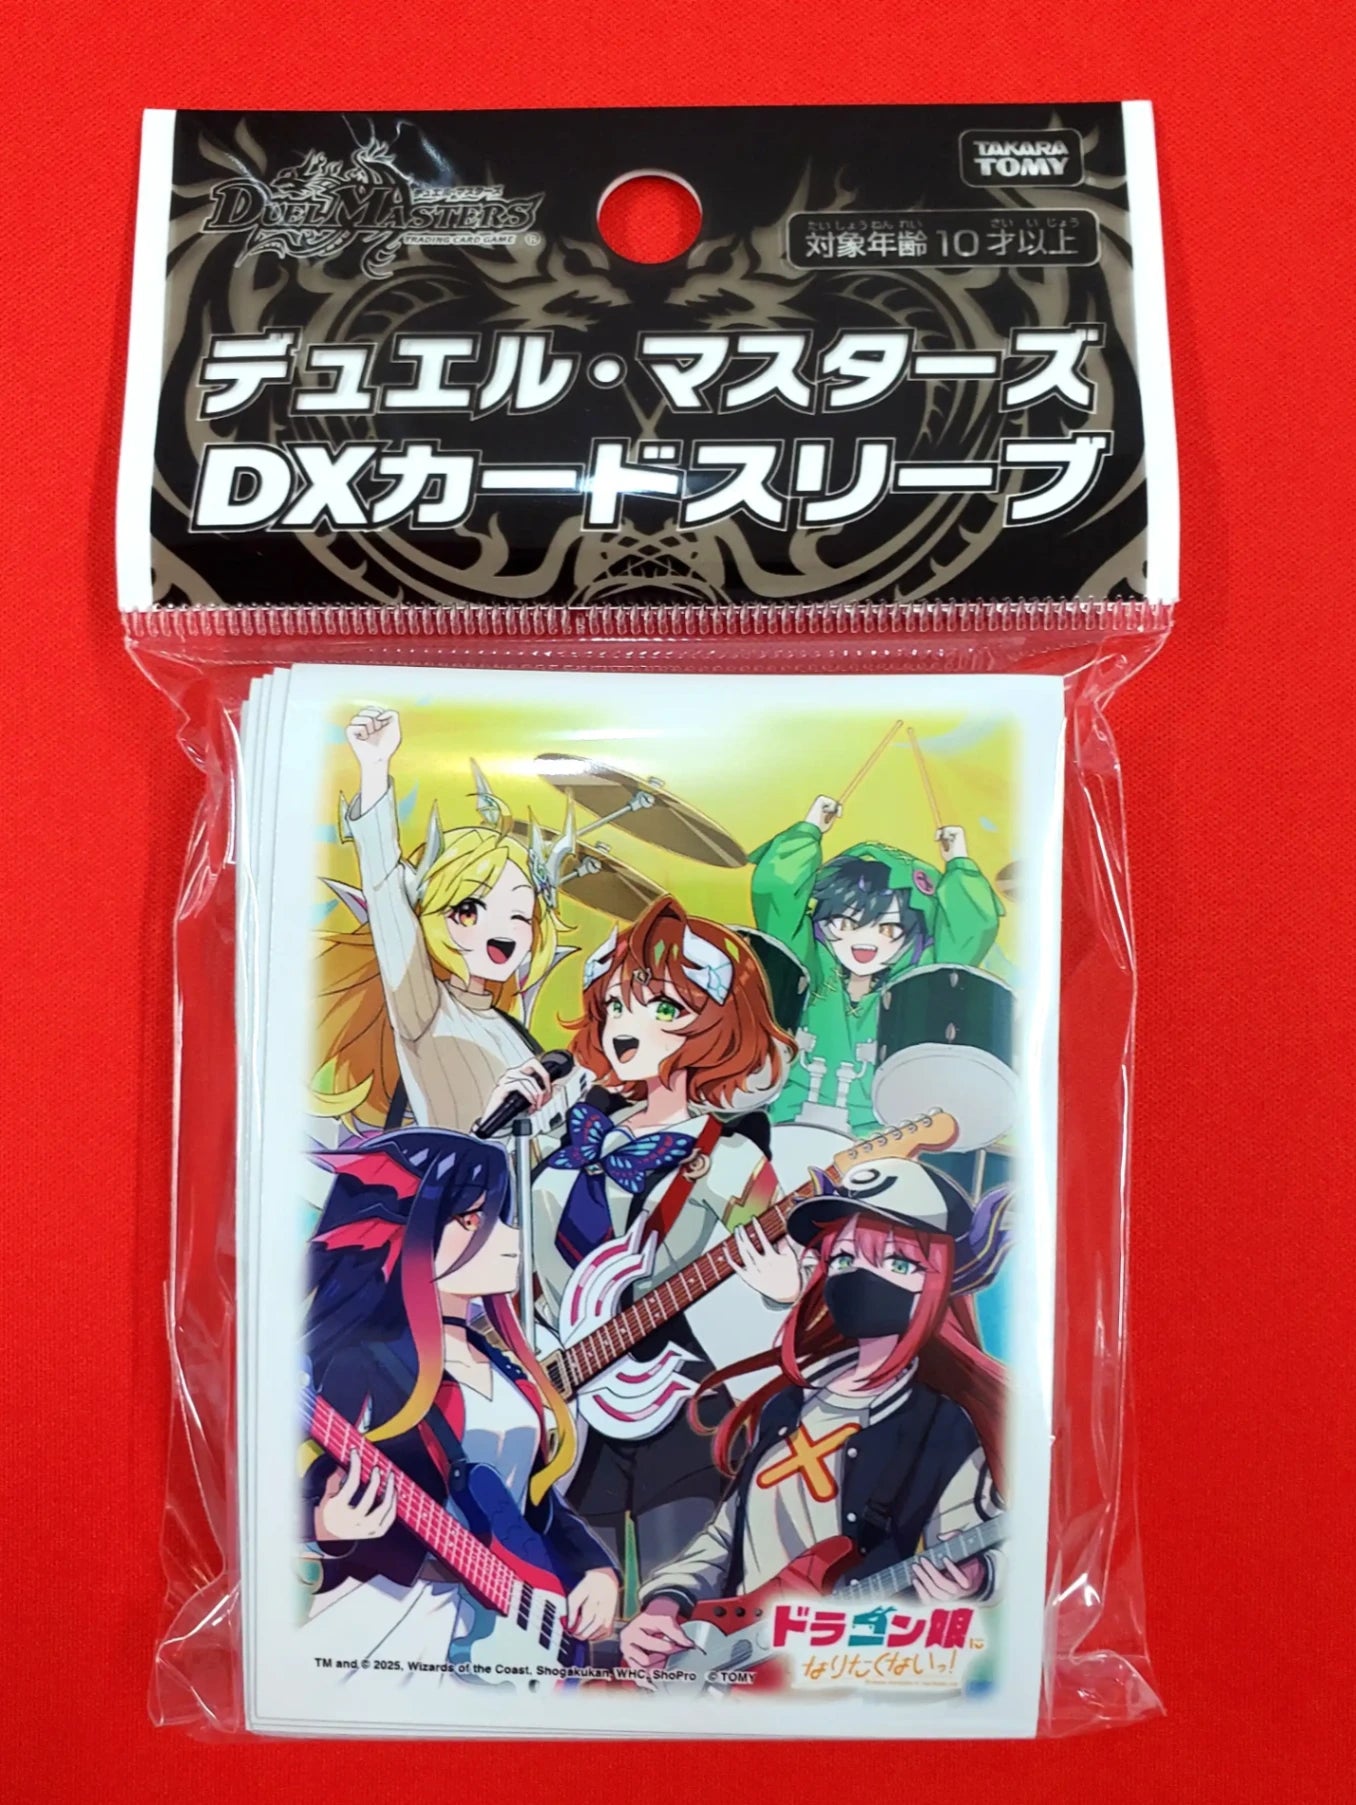 DUEL MASTERS
デュエル・マスターズ
TRADING CARD GAME ®
TAKARA
TOMY
たいしょうねんれい さい いじょう
対象年齢 10 才以上
デュエル・マスターズ
DXカードスリーブ
ドラゴン娘に
なりたくないっ!
TM and © 2025, Wizards of the Coast, Shogakukan, WHC, ShoPro © TOMY